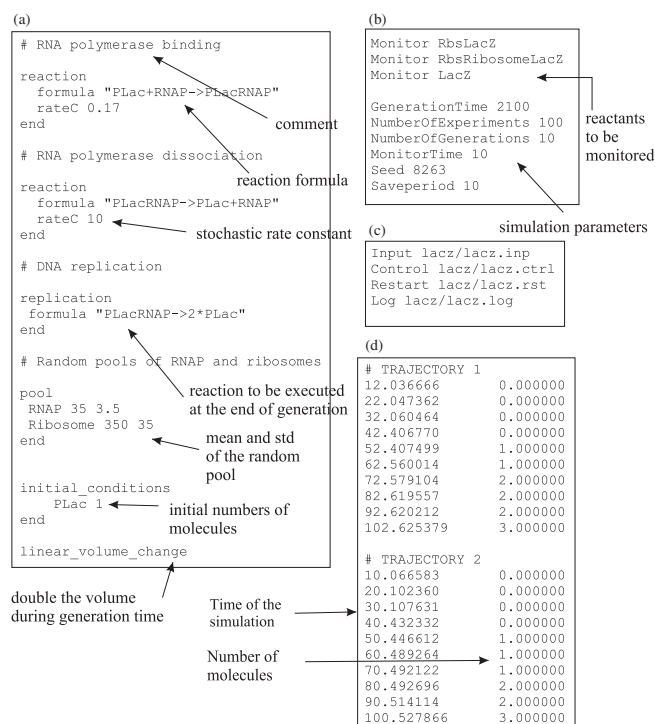 (a)
# RNA polymerase binding
reaction
formula "PLac+RNAP->PLacRNAP"
rateC 0.17
end
comment
# RNA polymerase dissociation
reaction formula
reaction
formula "PLacRNAP->PLac+RNAP"
rateC 10
end
stochastic rate constant
# DNA replication
replication
formula "PLacRNAP->2*PLac"
end
# Random pools of RNAP and ribosomes
pool
RNAP 35 3.5
Ribosome 350 35
end
reaction to be executed
at the end of generation
mean and std
of the random
pool
initial_conditions
PLac 1
end
initial numbers of
molecules
linear_volume_change
double the volume
during generation time
(b)
Monitor RbsLacZ
Monitor RbsRibosomeLacZ
Monitor LacZ
GenerationTime 2100
NumberOfExperiments 100
NumberOfGenerations 10
MonitorTime 10
Seed 8263
Saveperiod 10
reactants
to be
monitored
simulation parameters
(c)
Input lacz/lacz.inp
Control lacz/lacz.ctrl
Restart lacz/lacz.rst
Log lacz/lacz.log
(d)
# TRAJECTORY 1
12.036666 0.000000
22.047362 0.000000
32.060464 0.000000
42.406770 0.000000
52.407499 1.000000
62.560014 1.000000
72.579104 2.000000
82.619557 2.000000
92.620212 2.000000
102.625379 3.000000
# TRAJECTORY 2
10.066583 0.000000
20.102360 0.000000
30.107631 0.000000
40.432332 0.000000
50.446612 1.000000
60.489264 1.000000
70.492122 1.000000
80.492696 2.000000
90.514114 2.000000
100.527866 3.000000
Time of the
simulation
Number of
molecules